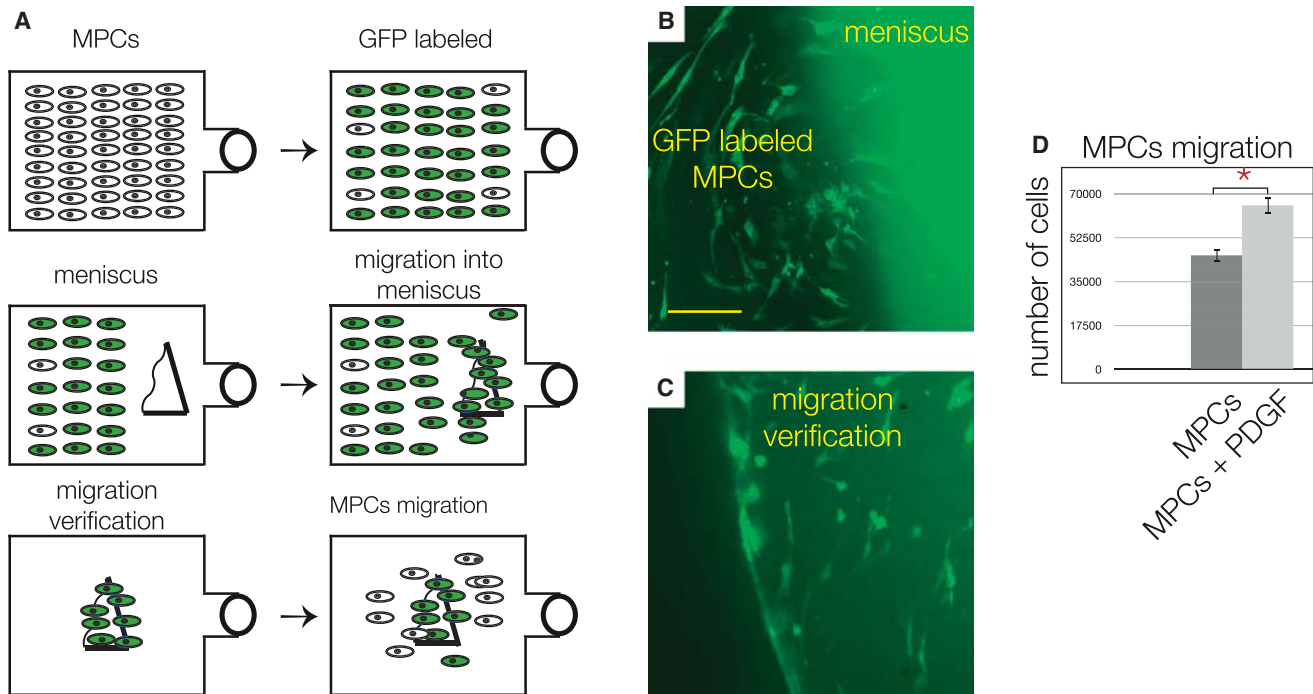 A
MPCs
GFP labeled
meniscus
migration into
meniscus
migration
verification
MPCs migration
B
meniscus
GFP labeled
MPCs
C
migration
verification
D
MPCs migration
*
number of cells
70000
52500
35000
17500
0
MPCs
MPCs + PDGF